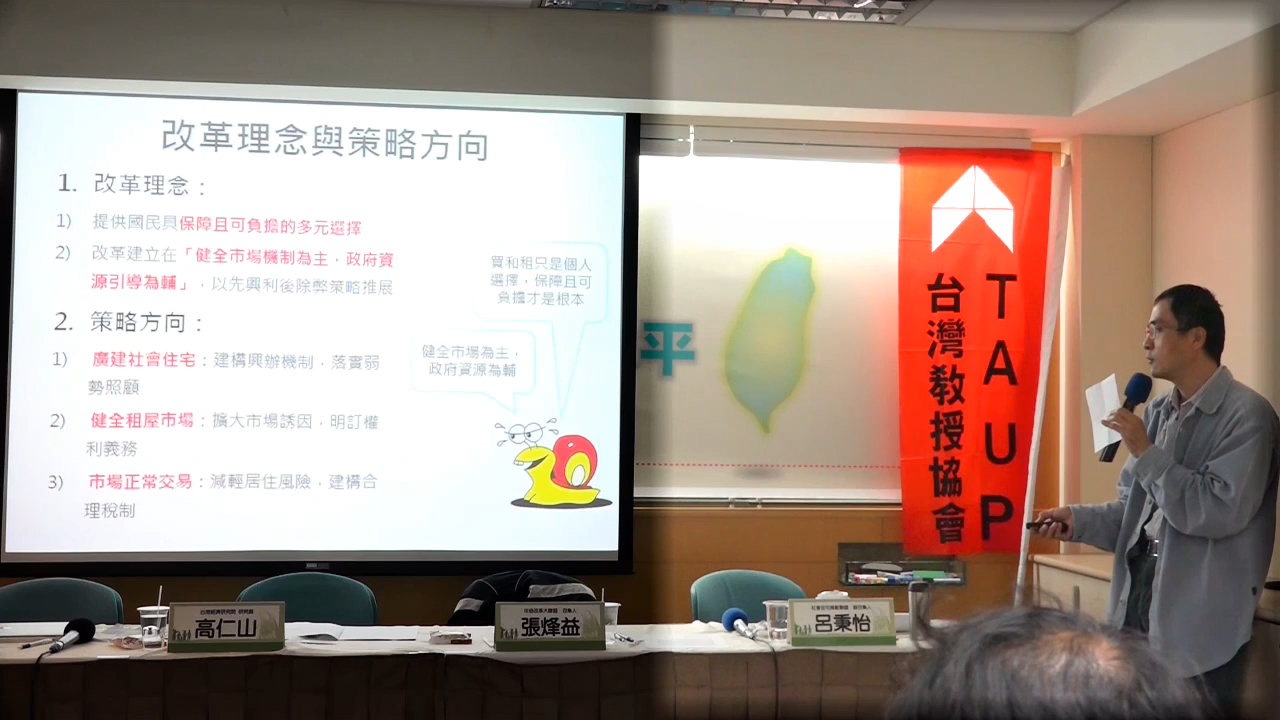 改革理念與策略方向
1. 改革理念：
1) 提供國民具保障且可負擔的多元選擇
2) 改革建立在「健全市場機制為主，政府資
源引導為輔」，以先興利後除弊策略推展
2. 策略方向：
1) 廣建社會住宅：建構興辦機制，落實弱
勢照顧
2) 健全租屋市場：擴大市場誘因，明訂權
利義務
3) 市場正常交易：減輕居住風險，建構合
理稅制
買和租只是個人
選擇，保障且可
負擔才是根本
健全市場為主，
政府資源為輔
平
台灣教授協會
TAUP
高仁山
張烽益
呂秉怡